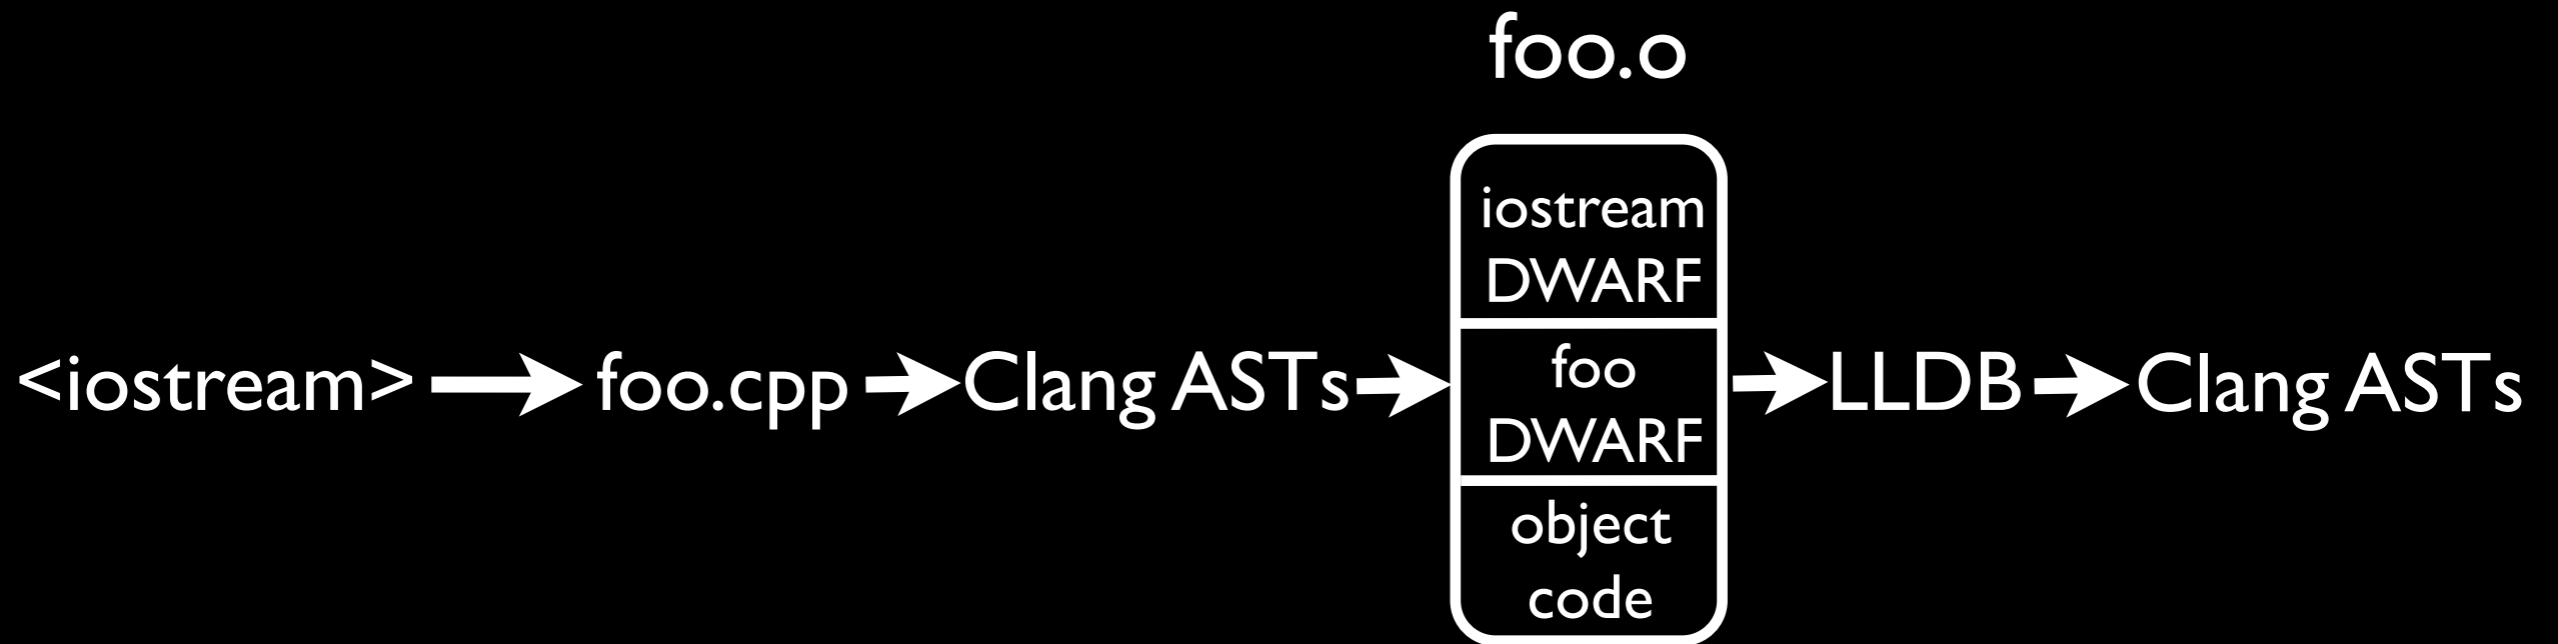 foo.o
iostream
DWARF
<iostream> foo.cpp Clang ASTs foo LLDB Clang ASTs
DWARF
object
code